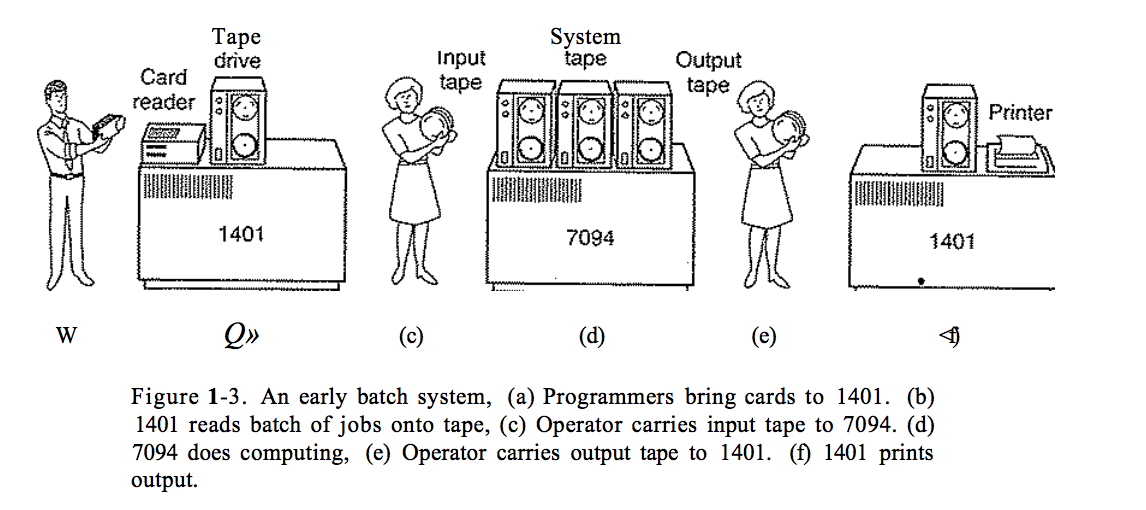 Tape
drive
Card
reader
Input
tape
System
tape
Output
tape
Printer
1401
7094
1401
W
Q»
(c)
(d)
(e)
<f)
Figure 1-3. An early batch system, (a) Programmers bring cards to 1401. (b)
1401 reads batch of jobs onto tape, (c) Operator carries input tape to 7094. (d)
7094 does computing, (e) Operator carries output tape to 1401. (f) 1401 prints
output.